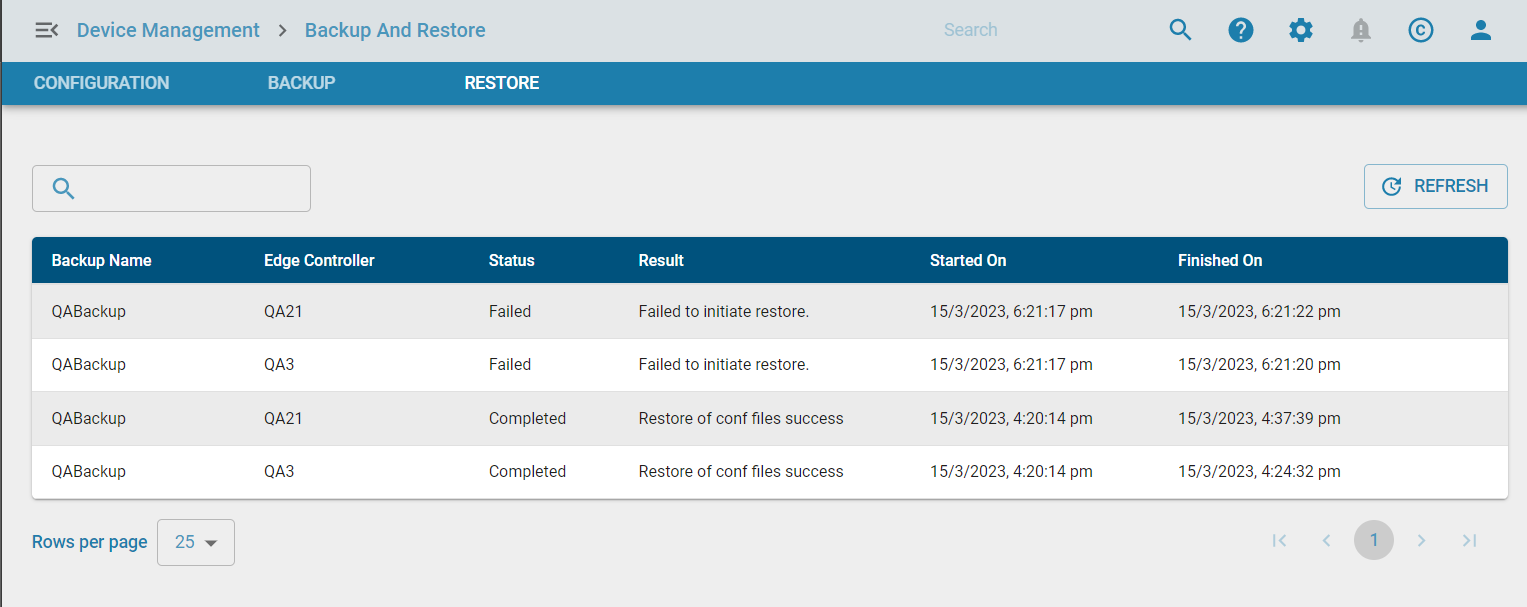 Device Management > Backup And Restore Search
CONFIGURATION BACKUP RESTORE
REFRESH
Backup Name Edge Controller Status Result Started On Finished On
QABackup QA21 Failed Failed to initiate restore. 15/3/2023, 6:21:17 pm 15/3/2023, 6:21:22 pm
QABackup QA3 Failed Failed to initiate restore. 15/3/2023, 6:21:17 pm 15/3/2023, 6:21:20 pm
QABackup QA21 Completed Restore of conf files success 15/3/2023, 4:20:14 pm 15/3/2023, 4:37:39 pm
QABackup QA3 Completed Restore of conf files success 15/3/2023, 4:20:14 pm 15/3/2023, 4:24:32 pm
Rows per page 25 1